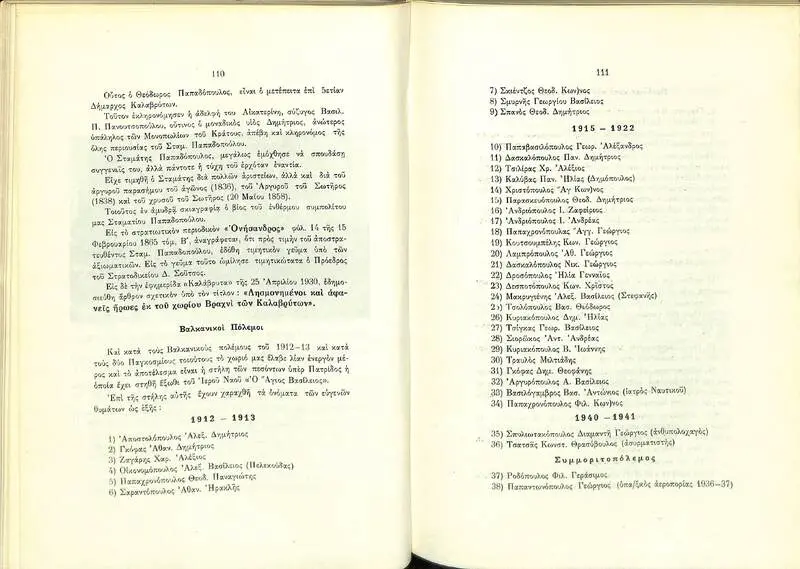 110
Οὗτος ὁ Θεόδωρος Παπαδόπουλος, εἶναι ὁ μετέπειτα ἐπὶ 5ετίαν
Δήμαρχος Καλαβρύτων.
Τοῦτον ἐκληρονόμησεν ἡ ἀδελφή του Αἰκατερίνη, σύζυγος Βασιλ.
Π. Πανουτσοπούλου, οὕτινος ὁ μοναδικὸς υἱὸς Δημήτριος, ἀνώτερος
ὑπάλληλος τῶν Μονοπωλίων τοῦ Κράτους, ἀπέβη καὶ κληρονόμος τῆς
ὅλης περιουσίας τοῦ Σταμ. Παπαδοπούλου.
Ὁ Σταμάτης Παπαδόπουλος, μεγάλως ἐμόχθησε νὰ σπουδάσῃ
συγγενεῖς του, ἀλλὰ πάντοτε ἡ τύχη τοῦ ἤρχοταν ἐναντία.
Εἶχε τιμηθῆ ὁ Σταμάτης διὰ πολλῶν ἀριστείων, ἀλλὰ καὶ διὰ τοῦ
ἀργυροῦ παρασήμου τοῦ ἀγῶνος (1836), τοῦ Ἀργυροῦ τοῦ Σωτῆρος
(1838) καὶ τοῦ χρυσοῦ τοῦ Σωτῆρος (20 Μαΐου 1858).
Τοιοῦτος ἐν ἀμυδρᾷ σκιαγραφίᾳ ὁ βίος τοῦ ἐνθέρμου συμπολίτου
μας Σταματίου Παπαδοπούλου.
Εἰς τὸ στρατιωτικὸν περιοδικὸν «Ὀνήσανδρος» φύλ. 14 τῆς 15
Φεβρουαρίου 1865 τόμ. Β΄, ἀναγράφεται, ὅτι πρὸς τιμὴν τοῦ ἀποστρα-
τευθέντος Σταμ. Παπαδοπούλου, ἐδόθη τιμητικὸν γεῦμα ὑπὸ τῶν
ἀξιωματικῶν. Εἰς τὸ γεῦμα τοῦτο ὡμίλησε τιμητικώτατα ὁ Πρόεδρος
τοῦ Στρατοδικείου Δ. Σοῦτσος.
Εἰς δὲ τὴν ἐφημερίδα «Καλάβρυτα» τῆς 25 Ἀπριλίου 1930, ἐδημο-
σιεύθη ἄρθρον σχετικὸν ὑπὸ τὸν τίτλον: «Λησμονημένοι καὶ ἀφα-
νεῖς ἥρωες ἐκ τοῦ χωρίου Βραχνὶ τῶν Καλαβρύτων».
Βαλκανικοὶ Πόλεμοι
Καὶ κατὰ τοὺς Βαλκανικοὺς πολέμους τοῦ 1912–13 καὶ κατὰ
τοὺς δύο Παγκοσμίους τοιούτους τὸ χωριό μας ἔλαβε λίαν ἐνεργὸν μέ-
ρος καὶ τὸ ἀποτέλεσμα εἶναι ἡ στήλη τῶν πεσόντων ὑπὲρ Πατρίδος ἡ
ὁποία ἔχει στηθῆ ἔξωθι τοῦ Ἱεροῦ Ναοῦ «Ὁ Ἅγιος Βασίλειος».
Ἐπὶ τῆς στήλης αὐτῆς ἔχουν χαραχθῆ τὰ ὀνόματα τῶν εὐγενῶν
θυμάτων ὡς ἑξῆς:
1912 – 1913
1) Ἀποστολόπουλος Ἀλεξ. Δημήτριος
2) Γκόφας Ἀθαν. Δημήτριος
3) Ζαγάρης Χαρ. Ἀλέξιος
4) Οἰκονομόπουλος Ἀλεξ. Βασίλειος (Πελεκούδας)
5) Παπαχρονόπουλος Θεοδ. Παναγιώτης
6) Σαραντόπουλος Ἀθαν. Ἡρακλῆς
111
7) Σκιέντζος Θεοδ. Κων)νος
8) Σμυρνῆς Γεωργίου Βασίλειος
9) Σπανὸς Θεοδ. Δημήτριος
1915 – 1922
10) Παπαβασιλόπουλος Γεωρ. Ἀλέξανδρος
11) Δασκαλόπουλος Παν. Δημήτριος
12) Τσιλίρας Χρ. Ἀλέξιος
13) Καλύβας Παν. Ἠλίας (Δημόπουλος)
14) Χριστόπουλος Ἀγ Κων)νος
15) Παρασκευόπουλος Θεοδ. Δημήτριος
16) Ἀνδριόπουλος Ι. Ζαφείριος
17) Ἀνδριόπουλος Ι. Ἀνδρέας
18) Παπαχρονόπουλας Ἀγγ. Γεώργιος
19) Κουτσουμπέλης Κων. Γεώργιος
20) Λαμπρόπουλος Ἀθ. Γεώργιος
21) Δασκαλόπουλος Νικ. Γεώργιος
22) Δροσόπουλος Ἠλία Γενναῖος
23) Δεσποτόπουλος Κων. Χρῖστος
24) Μακρυγένης Ἀλεξ. Βασίλειος (Στεφανῆς)
25) Τσολόπουλος Βασ. Θεόδωρος
26) Κυριακόπουλος Δημ. Ἠλίας
27) Τσίγκας Γεωρ. Βασίλειος
28) Σιορῶκος Ἀντ. Ἀνδρέας
29) Κυριακόπουλος Β. Ἰωάννης
30) Τραυλὸς Μιλτιάδης
31) Γκόφας Δημ. Θεοφάνης
32) Ἀργυρόπουλος Α. Βασίλειος
33) Βασιλόγαμβρος Βασ. Ἀντώνιος (ἰατρὸς Ναυτικοῦ)
34) Παπαχρονόπουλος Φιλ. Κων)νος
1940 –1941
35) Σπυλιωτακόπουλος Διαμαντῆ Γεώργιος (ἀνθυπολοχαγὸς)
36) Τσατσᾶς Κωνστ. Θρασύβουλος (ἀσυρματιστὴς)
Συμμοριτοπόλεμος
37) Ροδόπουλος Φιλ. Γεράσιμος
38) Παπαντωνόπουλος Γεώργιος (ὑπα)ξικὸς ἀεροπορίας 1936–37)